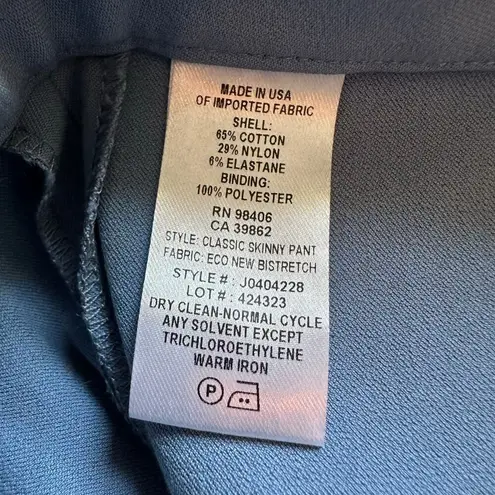 MADE IN USA
OF IMPORTED FABRIC
SHELL:
65% COTTON
29% NYLON
6% ELASTANE
BINDING:
100% POLYESTER
RN 98406
CA 39862
STYLE: CLASSIC SKINNY PANT
FABRIC: ECO NEW BISTRETCH
STYLE # : J0404228
LOT # : 424323
DRY CLEAN-NORMAL CYCLE
ANY SOLVENT EXCEPT
TRICHLOROETHYLENE
WARM IRON
P